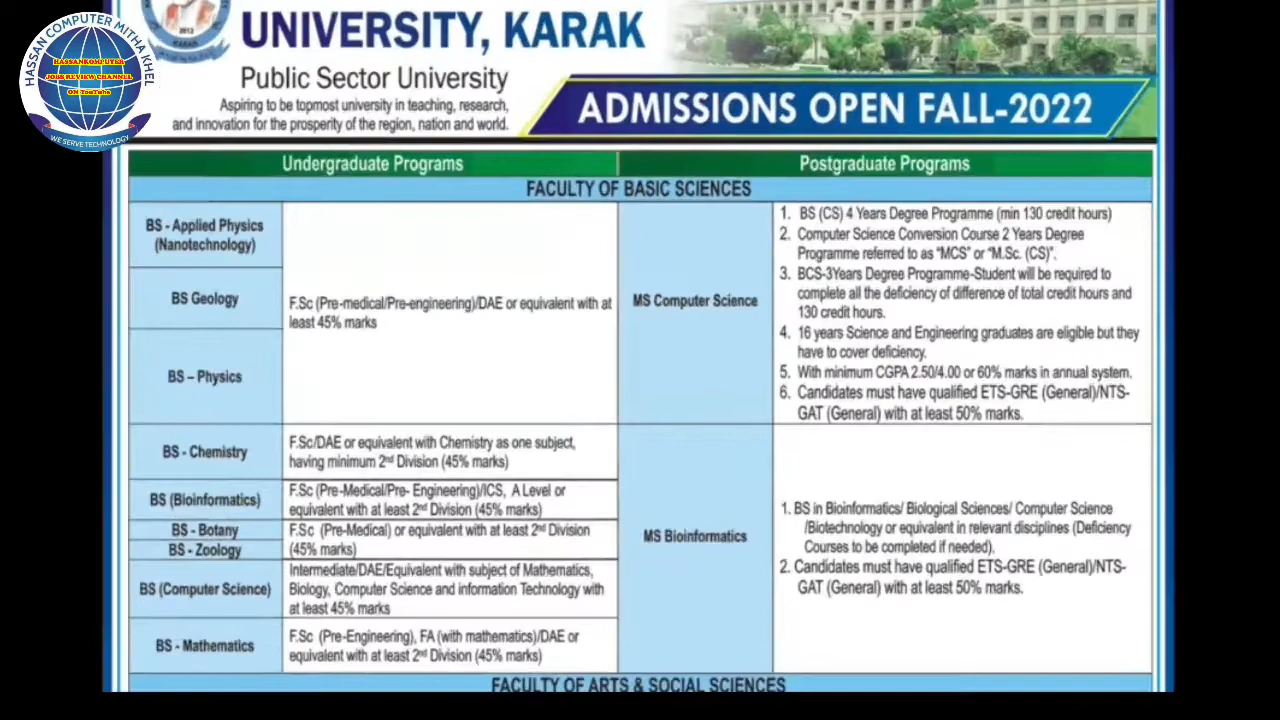 HASSAN COMPUTER MITHA KHEL
HASSANKOMPUTER
JOBS REVIEW CHANNEL
ON YouTube
WE SERVE TECHNOLOGY
2012
KARAK
UNIVERSITY, KARAK
Public Sector University
Aspiring to be topmost university in teaching, research,
and innovation for the prosperity of the region, nation and world.
ADMISSIONS OPEN FALL-2022
Undergraduate Programs
Postgraduate Programs
FACULTY OF BASIC SCIENCES
BS - Applied Physics
(Nanotechnology)
BS Geology
BS – Physics
F.Sc (Pre-medical/Pre-engineering)/DAE or equivalent with at
least 45% marks
MS Computer Science
1. BS (CS) 4 Years Degree Programme (min 130 credit hours)
2. Computer Science Conversion Course 2 Years Degree
Programme referred to as "MCS" or "M.Sc. (CS)".
3. BCS-3Years Degree Programme-Student will be required to
complete all the deficiency of difference of total credit hours and
130 credit hours.
4. 16 years Science and Engineering graduates are eligible but they
have to cover deficiency.
5. With minimum CGPA 2.50/4.00 or 60% marks in annual system.
6. Candidates must have qualified ETS-GRE (General)/NTS-
GAT (General) with at least 50% marks.
BS - Chemistry
F.Sc/DAE or equivalent with Chemistry as one subject,
having minimum 2nd Division (45% marks)
BS (Bioinformatics)
F.Sc (Pre-Medical/Pre- Engineering)/ICS, A Level or
equivalent with at least 2nd Division (45% marks)
BS - Botany
BS - Zoology
F.Sc (Pre-Medical) or equivalent with at least 2nd Division
(45% marks)
BS (Computer Science)
Intermediate/DAE/Equivalent with subject of Mathematics,
Biology, Computer Science and information Technology with
at least 45% marks
BS - Mathematics
F.Sc (Pre-Engineering), FA (with mathematics)/DAE or
equivalent with at least 2nd Division (45% marks)
MS Bioinformatics
1. BS in Bioinformatics/ Biological Sciences/ Computer Science
/Biotechnology or equivalent in relevant disciplines (Deficiency
Courses to be completed if needed).
2. Candidates must have qualified ETS-GRE (General)/NTS-
GAT (General) with at least 50% marks.
FACULTY OF ARTS & SOCIAL SCIENCES